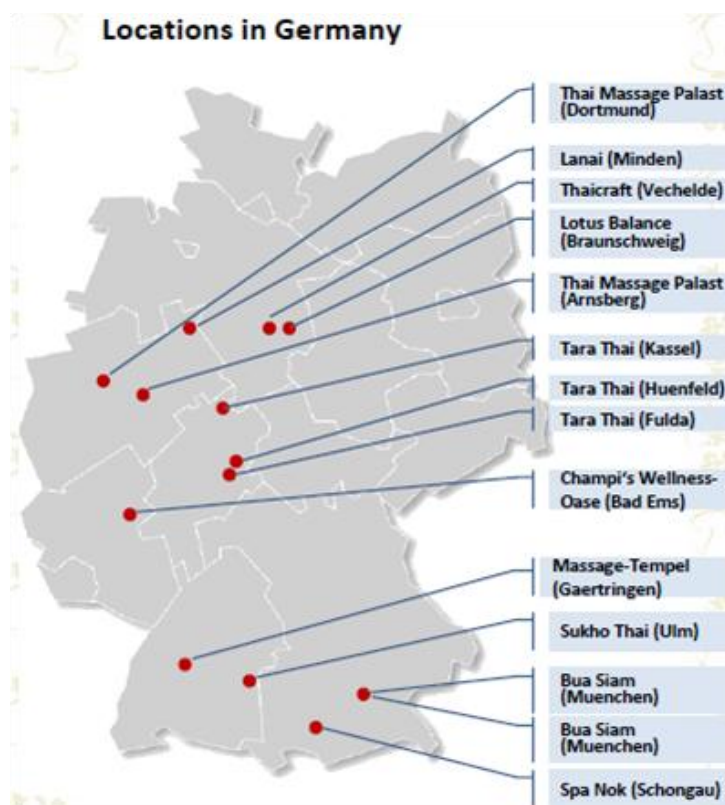 Locations in Germany
Thai Massage Palast
(Dortmund)
Lanai (Minden)
Thaicraft (Vechelde)
Lotus Balance
(Braunschweig)
Thai Massage Palast
(Arnsberg)
Tara Thai (Kassel)
Tara Thai (Huenfeld)
Tara Thai (Fulda)
Champi's Wellness-
Oase (Bad Ems)
Massage-Tempel
(Gaertringen)
Sukho Thai (Ulm)
Bua Siam
(Muenchen)
Bua Siam
(Muenchen)
Spa Nok (Schongau)